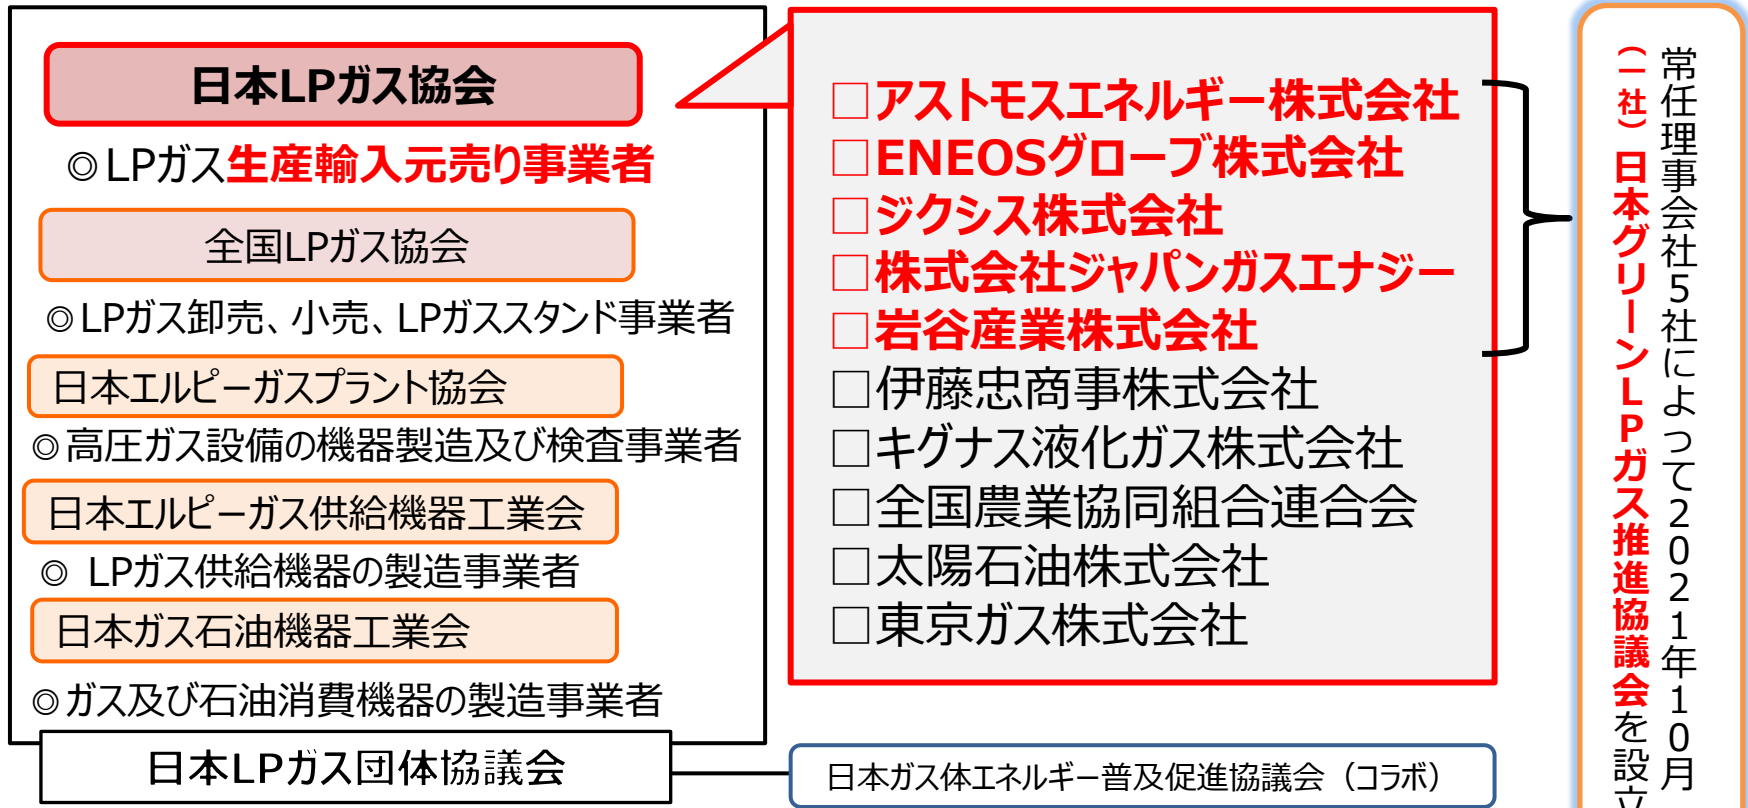 日本LPガス協会
◎LPガス生産輸入元売り事業者
全国LPガス協会
◎LPガス卸売、小売、LPガススタンド事業者
日本エルピーガスプラント協会
◎高圧ガス設備の機器製造及び検査事業者
日本エルピーガス供給機器工業会
◎ LPガス供給機器の製造事業者
日本ガス石油機器工業会
◎ガス及び石油消費機器の製造事業者
日本LPガス団体協議会
□アストモスエネルギー株式会社
□ENEOSグローブ株式会社
□ジクシス株式会社
□株式会社ジャパンガスエナジー
□岩谷産業株式会社
□伊藤忠商事株式会社
□キグナス液化ガス株式会社
□全国農業協同組合連合会
□太陽石油株式会社
□東京ガス株式会社
日本ガス体エネルギー普及促進協議会（コラボ）
常任理事会社５社によって２０２１年１０月
（一社）日本グリーンＬＰガス推進協議会を設立